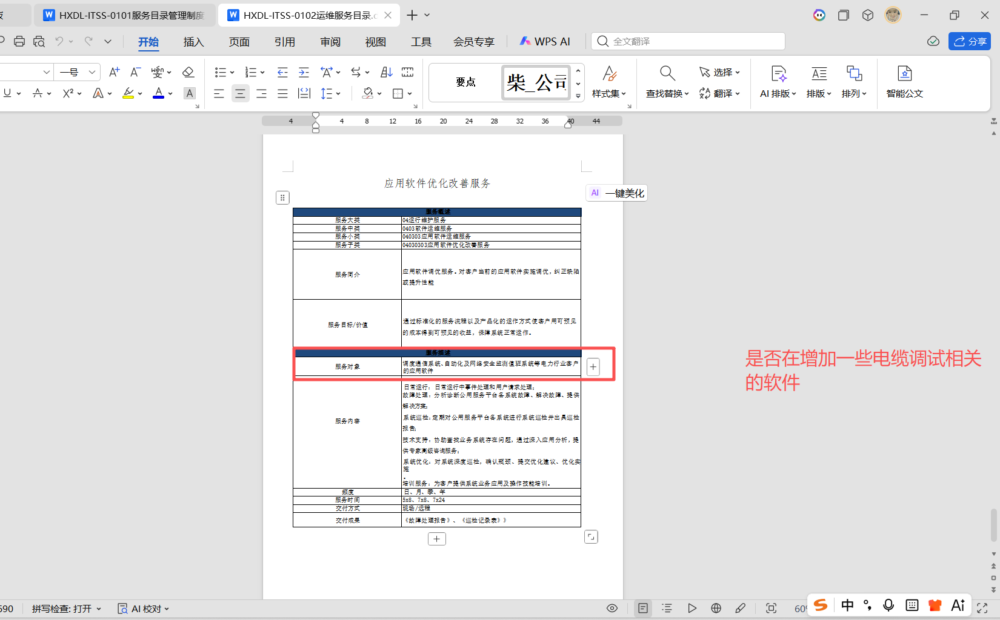 HXDL-ITSS-0101服务目录管理制度
HXDL-ITSS-0102运维服务目录.
开始 插入 页面 引用 审阅 视图 工具 会员专享 WPS AI 全文翻译 分享
一号 wén
要点 柴_公司 样式集 查找替换 选择 翻译 AI 排版 排版 排列 智能公文
4 4 8 12 16 20 24 28 32 36 40 44
应用软件优化改善服务
AI 一键美化
服务概述
服务大类 04运行维护服务
服务中类 0403软件运维服务
服务小类 040303应用软件运维服务
服务子类 04030303应用软件优化改善服务
服务简介 应用软件调优服务。对客户当前的应用软件实施调优，纠正缺陷
或提升性能
服务目标/价值 通过标准化的服务流程以及产品化的运作方式使客户用可预见
的成本得到可预见的收益，保障系统正常运作。
服务描述
服务对象 调度通信系统、自动化及网络安全监测值班系统等电力行业客户
的应用软件
是否在增加一些电缆调试相关
的软件
服务内容 日常运行：日常运行中事件处理和用户请求处理；
故障处理：分析诊断公用服务平台各系统故障、解决故障、提供
解决方案；
系统巡检：定期对公用服务平台各系统进行系统巡检并出具巡检
报告；
技术支持：协助查找业务系统存在问题，通过深入应用分析，提
供专家高级咨询服务；
系统优化：对系统深度巡检，确认瓶颈、提交优化建议、优化实
施
。
培训服务：为客户提供系统业务应用及操作技能培训。
频度 日、月、季、年
服务时间 5x8、7x8、7x24
交付方式 现场/远程
交付成果 《故障处理报告》、《巡检记录表》》
590 拼写检查: 打开 AI 校对 60% 中 Ai